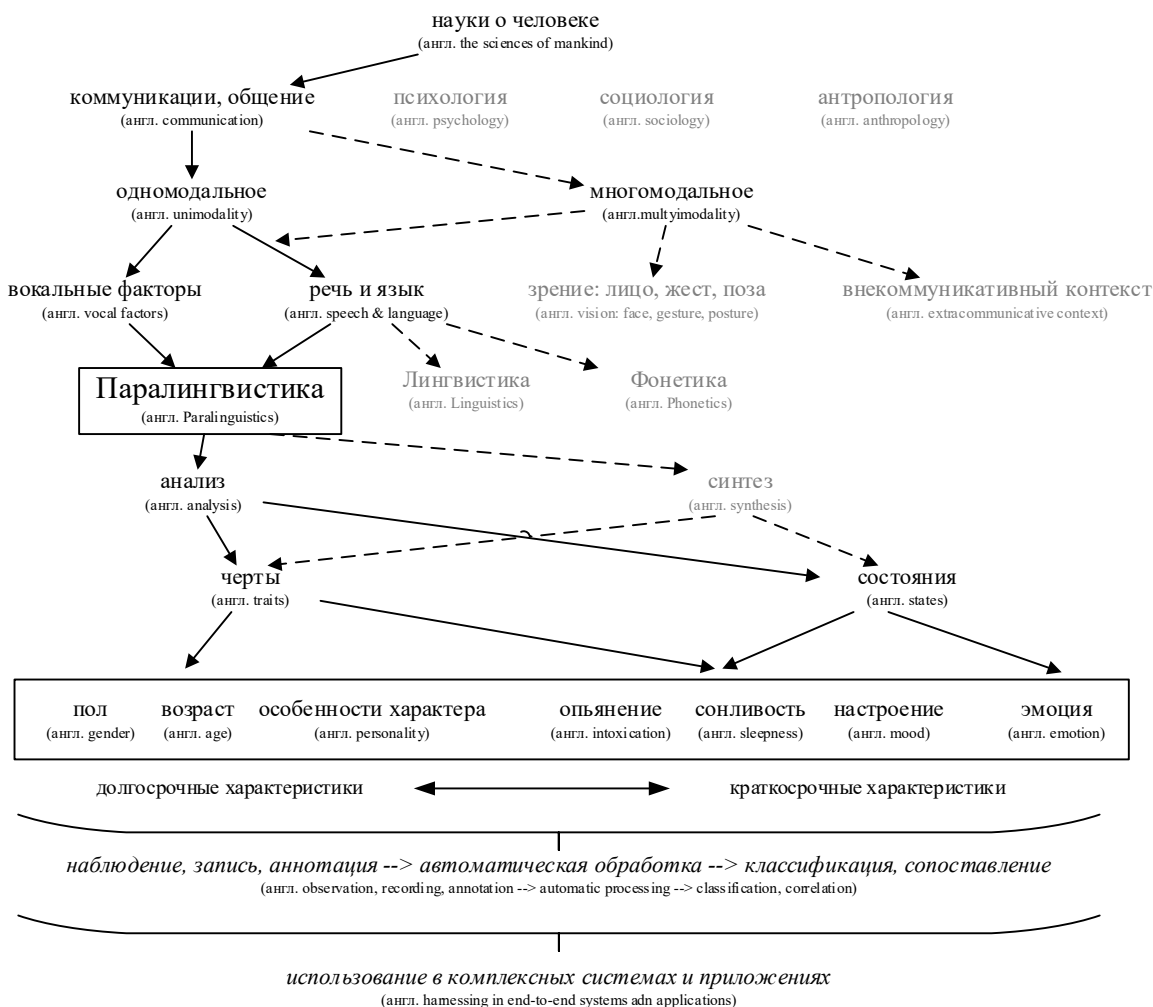 науки о человеке
(англ. the sciences of mankind)
коммуникации, общение психология социология антропология
(англ. communication) (англ. psychology) (англ. sociology) (англ. anthropology)
одномодальное многомодальное
(англ. unimodality) (англ.multyimodality)
вокальные факторы речь и язык зрение: лицо, жест, поза внекоммуникативный контекст
(англ. vocal factors) (англ. speech & language) (англ. vision: face, gesture, posture) (англ. extracommunicative context)
Паралингвистика Лингвистика Фонетика
(англ. Paralinguistics) (англ. Linguistics) (англ. Phonetics)
анализ синтез
(англ. analysis) (англ. synthesis)
черты состояния
(англ. traits) (англ. states)
пол возраст особенности характера опьянение сонливость настроение эмоция
(англ. gender) (англ. age) (англ. personality) (англ. intoxication) (англ. sleepness) (англ. mood) (англ. emotion)
долгосрочные характеристики краткосрочные характеристики
наблюдение, запись, аннотация --> автоматическая обработка --> классификация, сопоставление
(англ. observation, recording, annotation --> automatic processing --> classification, correlation)
использование в комплексных системах и приложениях
(англ. harnessing in end-to-end systems adn applications)